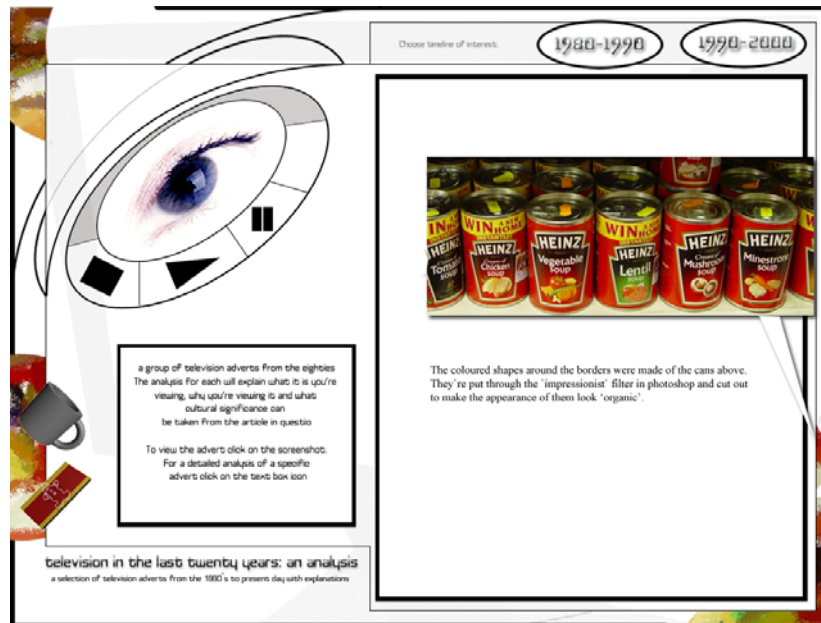 Choose timeline of interest:
1980-1990
1990-2000
WIN A NEW HOME
WIN A NEW HOME
HEINZ
HEINZ
HEINZ
HEINZ
HEINZ
HEINZ
Cream of
Chicken
soup
Vegetable
soup
Lentil
soup
Cream of
Mushroom
soup
Minestrone
soup
The coloured shapes around the borders were made of the cans above.
They`re put through the `impressionist` filter in photoshop and cut out
to make the appearance of them look ‘organic’.
a group of television adverts from the eighties
The analysis for each will explain what it is you're
viewing, why you're viewing it and what
cultural significance can
be taken from the article in questio
To view the advert click on the screenshot.
For a detailed analysis of a specific
advert click on the text box icon
television in the last twenty years: an analysis
a selection of television adverts from the 1980`s to present day with explanations